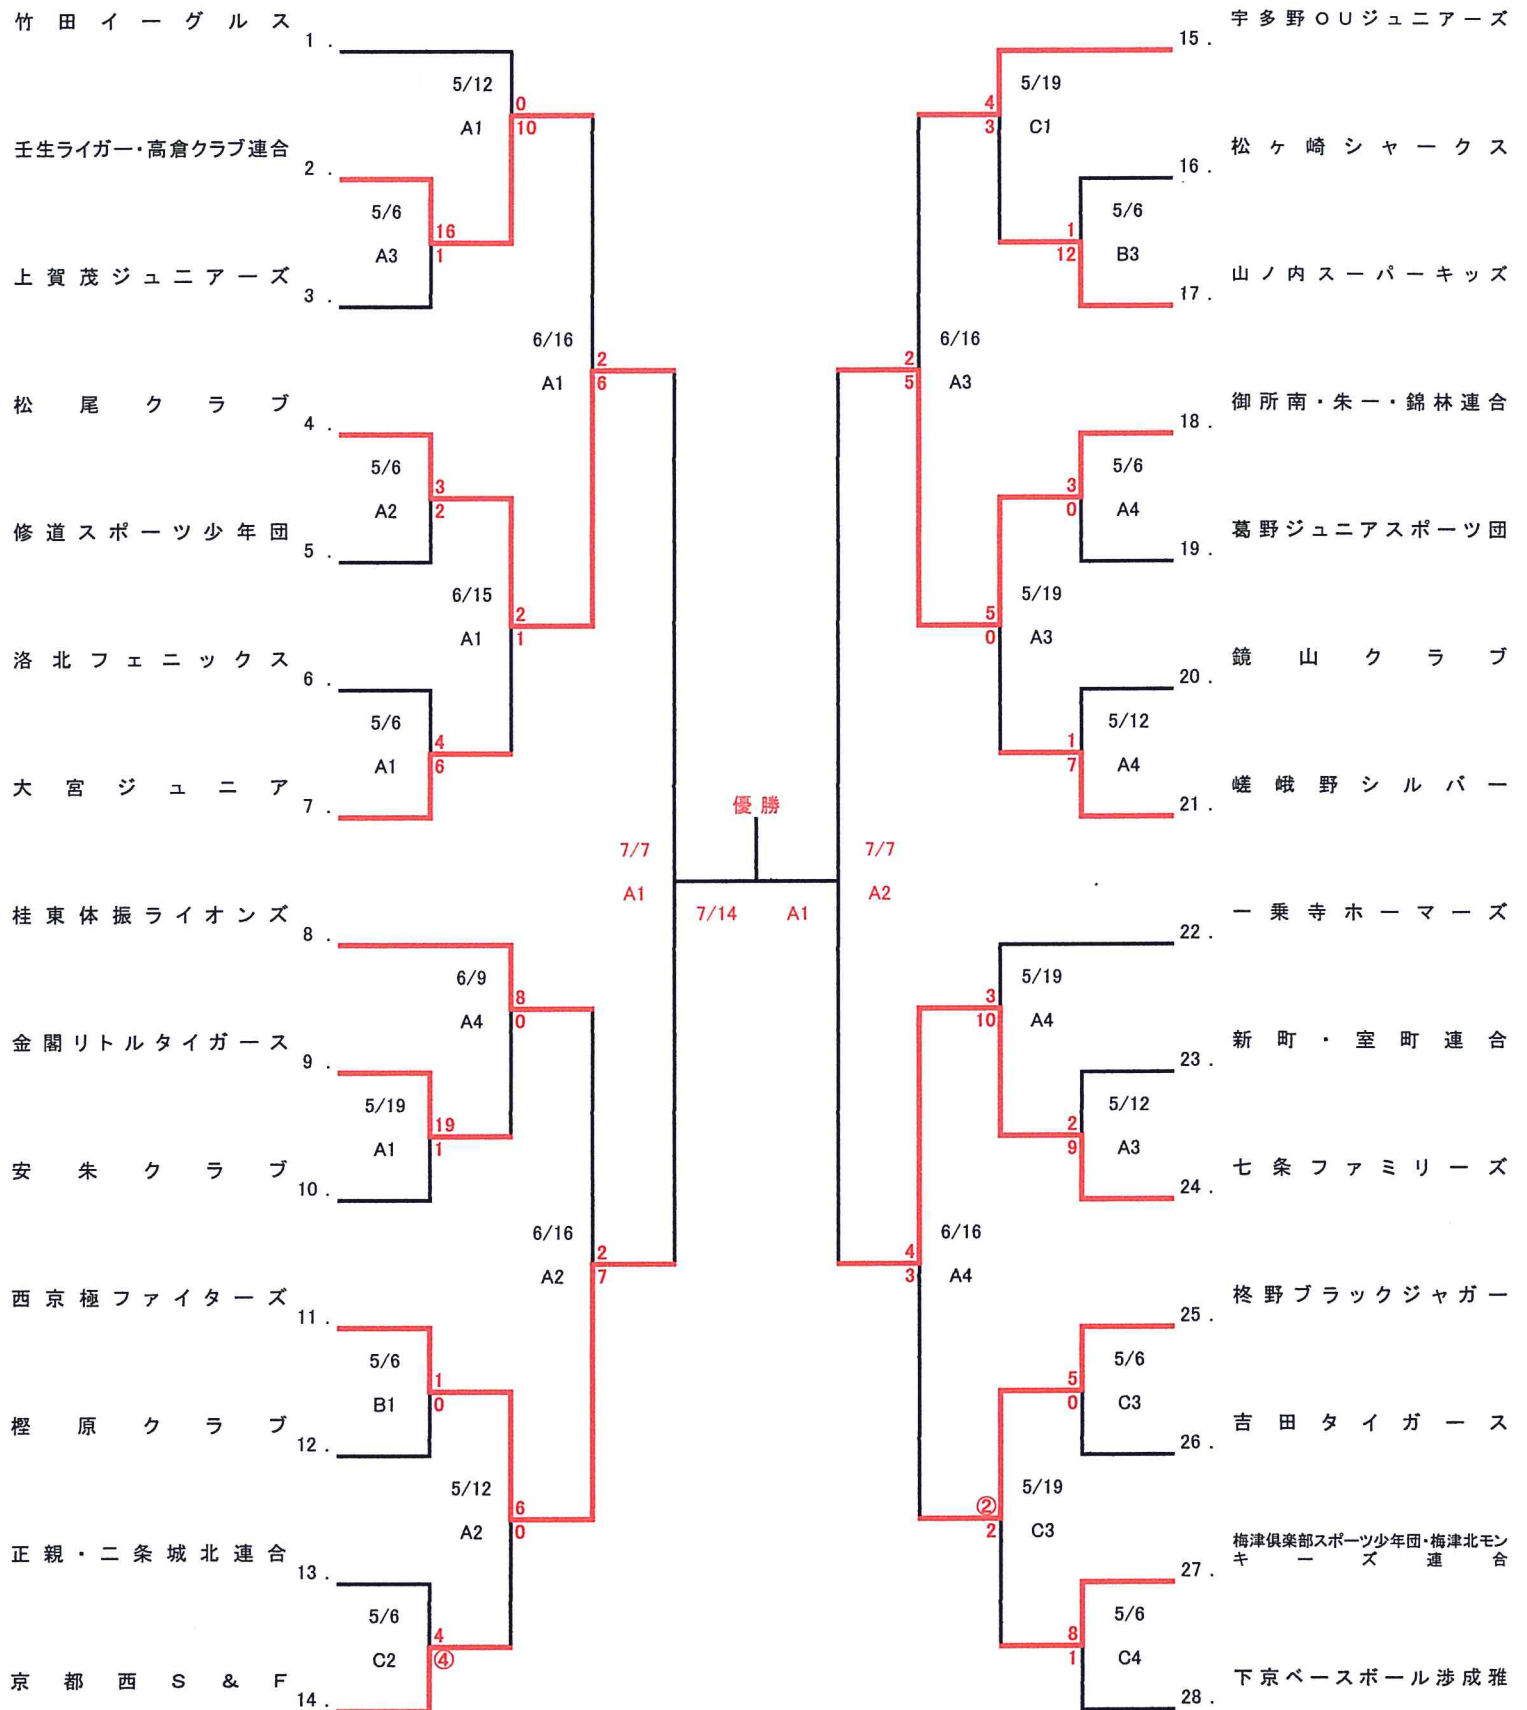 竹田イーグルス
1.
5/12
0
10
A1
壬生ライガー・高倉クラブ連合
2.
5/6
16
1
A3
上賀茂ジュニアーズ
3.
6/16
2
6
A1
松尾クラブ
4.
5/6
3
2
A2
修道スポーツ少年団
5.
6/15
2
1
A1
洛北フェニックス
6.
5/6
4
6
A1
大宮ジュニア
7.
優勝
7/7
A1
7/14 A1
7/7
A2
桂東体振ライオンズ
8.
6/9
8
0
A4
金閣リトルタイガース
9.
5/19
19
1
A1
安朱クラブ
10.
6/16
2
7
A2
西京極ファイターズ
11.
5/6
1
0
B1
樫原クラブ
12.
5/12
6
0
A2
正親・二条城北連合
13.
5/6
4
④
C2
京都西S&F
14.
宇多野OUジュニアーズ
15.
5/19
4
3
C1
松ヶ崎シャークス
16.
5/6
1
12
B3
山ノ内スーパーキッズ
17.
6/16
2
5
A3
御所南・朱一・錦林連合
18.
5/6
3
0
A4
葛野ジュニアスポーツ団
19.
5/19
5
0
A3
鏡山クラブ
20.
5/12
1
7
A4
嵯峨野シルバー
21.
一乗寺ホーマーズ
22.
5/19
3
10
A4
新町・室町連合
23.
5/12
2
9
A3
七条ファミリーズ
24.
6/16
4
3
A4
柊野ブラックジャガー
25.
5/6
5
0
C3
吉田タイガース
26.
5/19
②
2
C3
梅津倶楽部スポーツ少年団・梅津北モン
キーズ連合
27.
5/6
8
1
C4
下京ベースボール渉成雅
28.